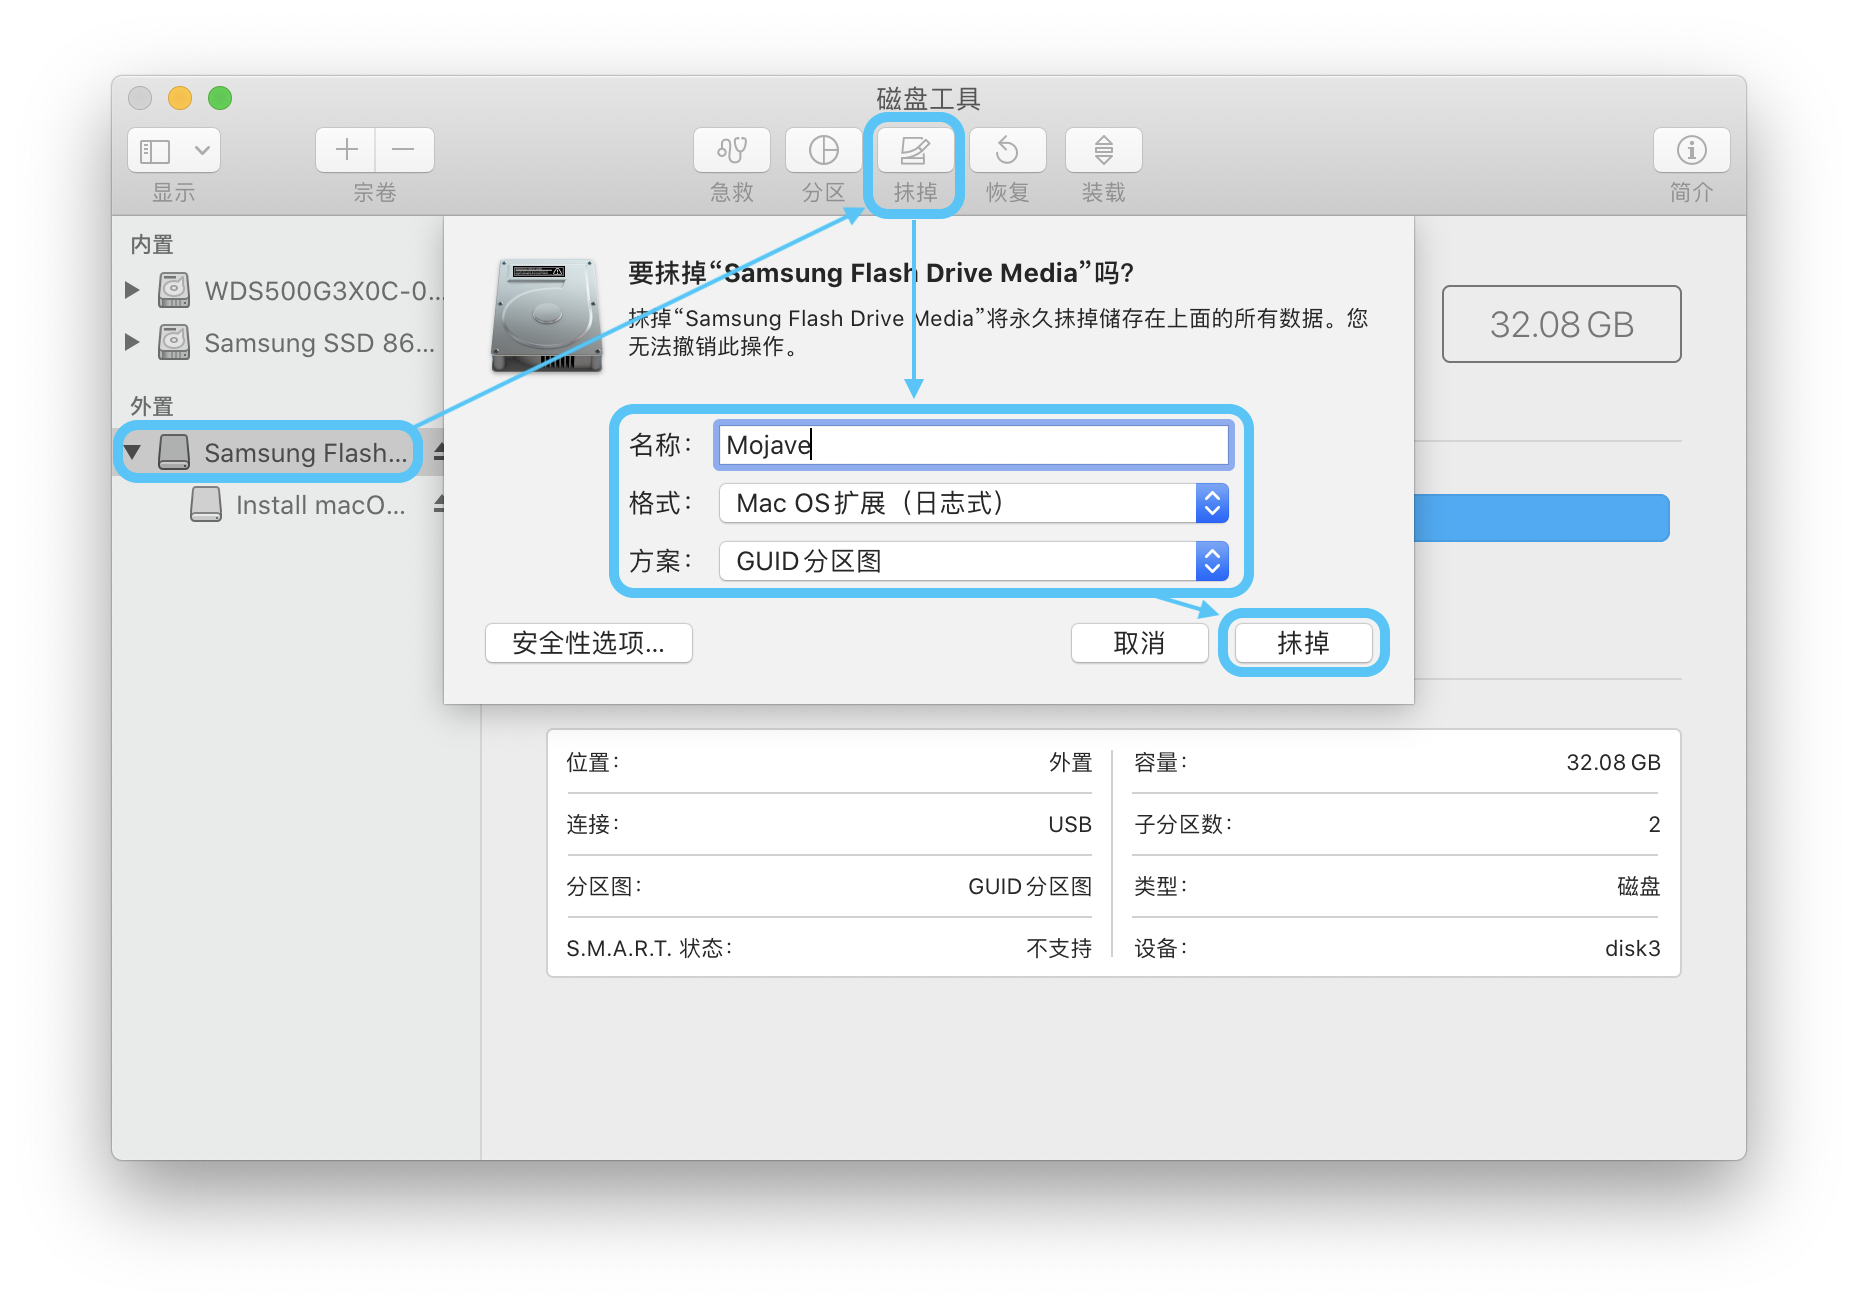 磁盘工具
显示
宗卷
急救
分区
抹掉
恢复
装载
简介
内置
WDS500G3X0C-0...
Samsung SSD 86...
外置
Samsung Flash...
Install macO...
要抹掉“Samsung Flash Drive Media”吗？
抹掉“Samsung Flash Drive Media”将永久抹掉储存在上面的所有数据。您
无法撤销此操作。
名称： Mojave
格式： Mac OS扩展（日志式）
方案： GUID分区图
安全性选项...
取消
抹掉
32.08 GB
位置： 外置
容量： 32.08 GB
连接： USB
子分区数： 2
分区图： GUID分区图
类型： 磁盘
S.M.A.R.T. 状态： 不支持
设备： disk3